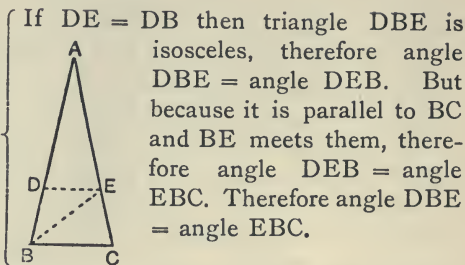 If DE = DB then triangle DBE is
isosceles, therefore angle
DBE = angle DEB. But
because it is parallel to BC
and BE meets them, there-
fore angle DEB = angle
EBC. Therefore angle DBE
= angle EBC.
A
D
E
B
C